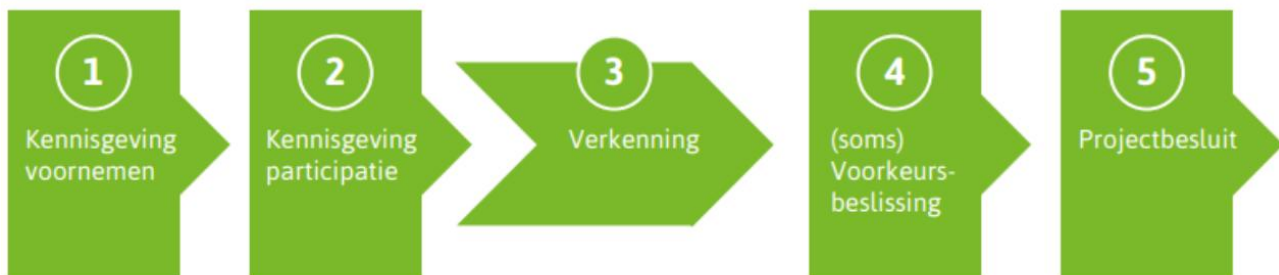 1
Kennisgeving
voornemen
2
Kennisgeving
participatie
3
Verkenning
4
(soms)
Voorkeurs-
beslissing
5
Projectbesluit